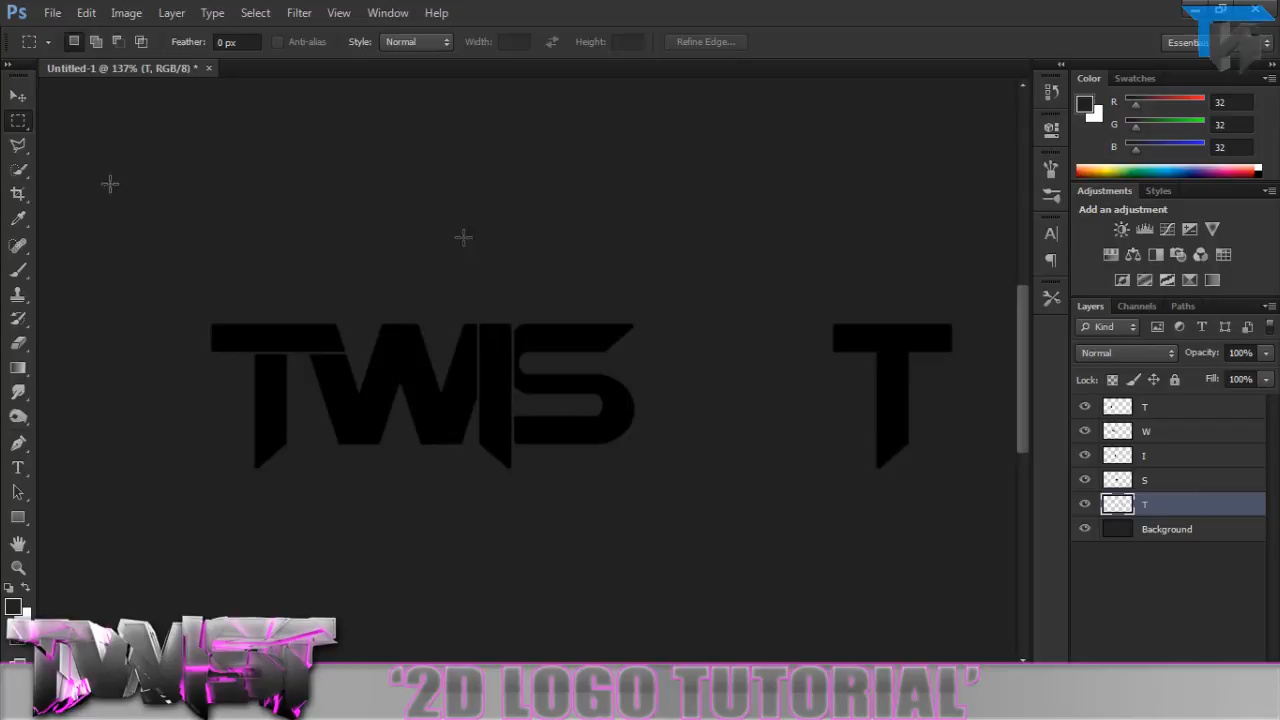 Ps File Edit Image Layer Type Select Filter View Window Help
Feather: 0 px Anti-alias Style: Normal Width: Height: Refine Edge... Essentia
Untitled-1 @ 137% (T, RGB/8) * ×
Color Swatches
R 32
G 32
B 32
Adjustments Styles
Add an adjustment
Layers Channels Paths
Kind
Normal Opacity: 100%
Lock: Fill: 100%
T
W
I
S
T
Background
TWIS T
TWIST
‘2D LOGO TUTORIAL’